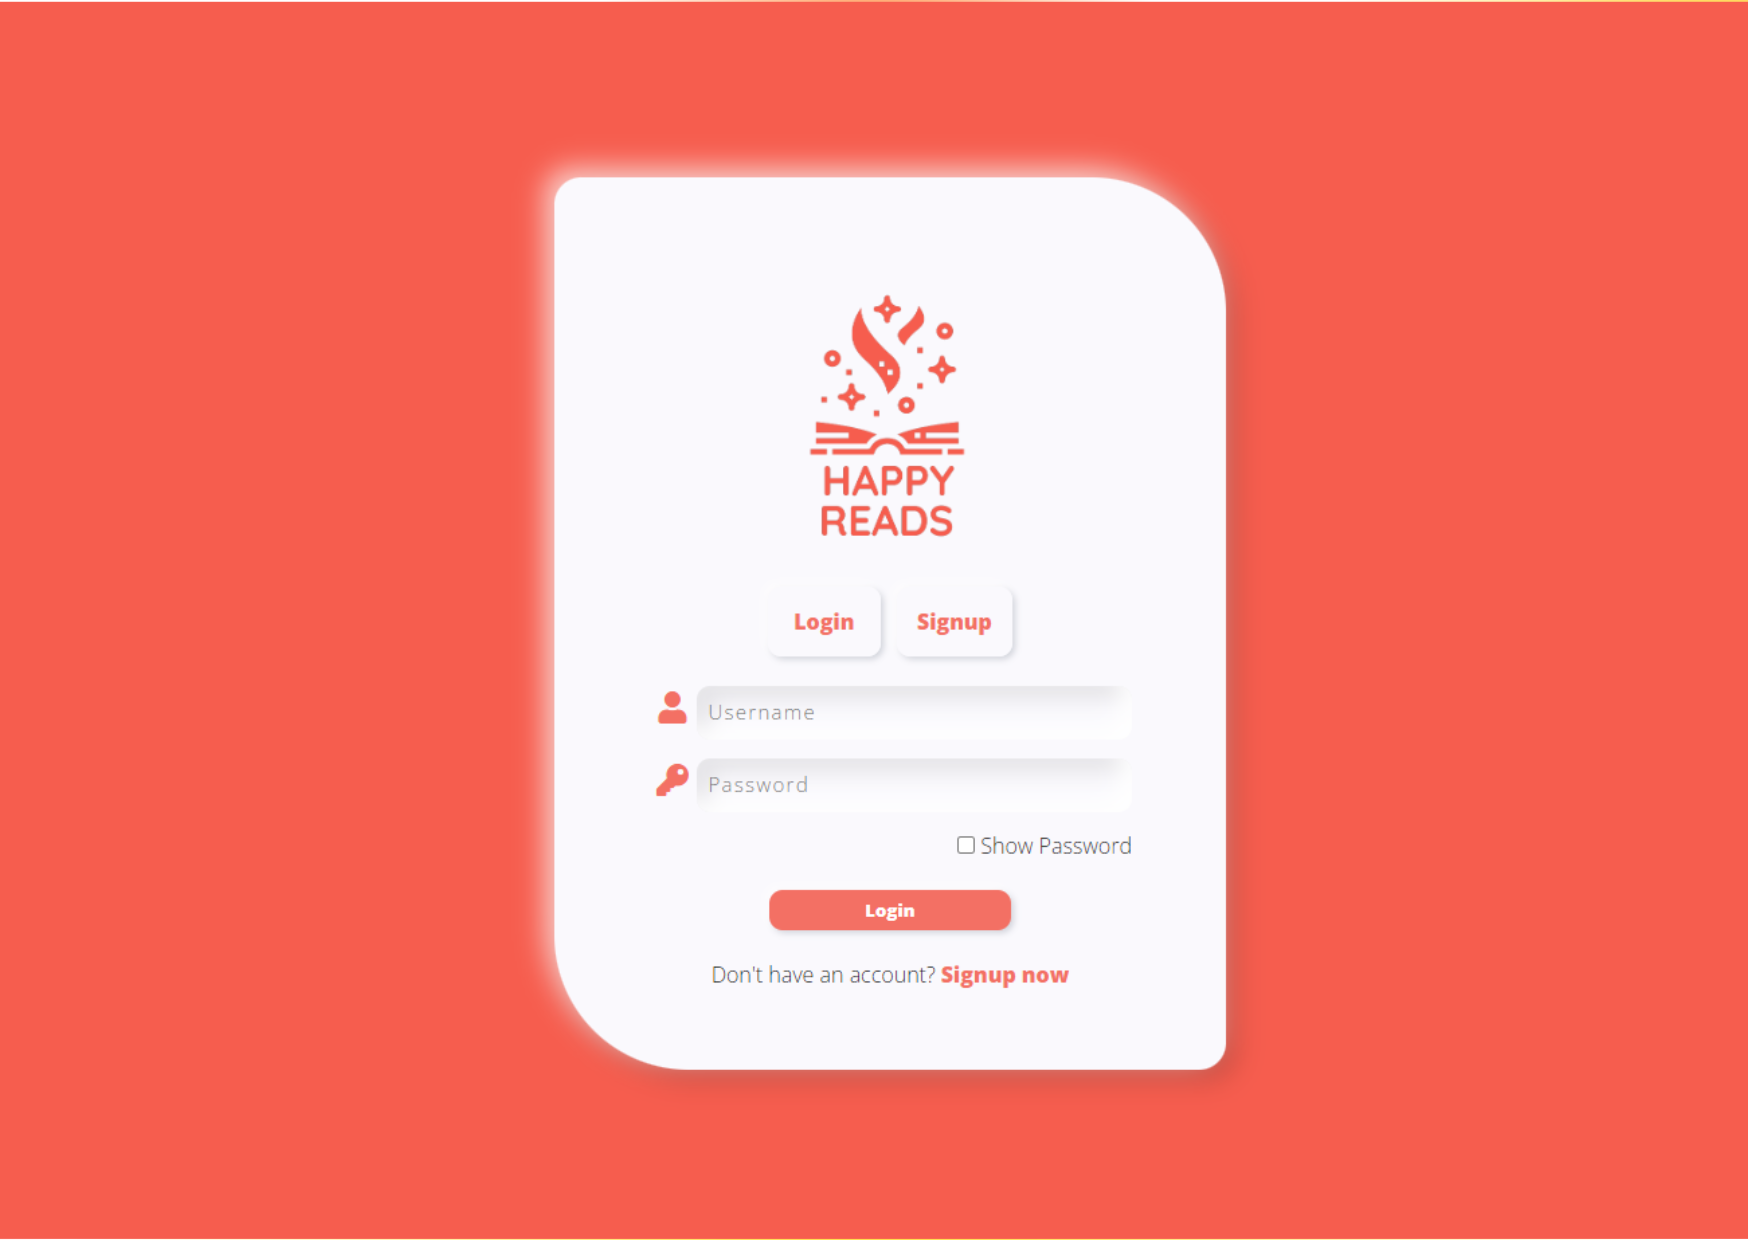 HAPPY
READS
Login Signup
Username
Password
Show Password
Login
Don't have an account? Signup now